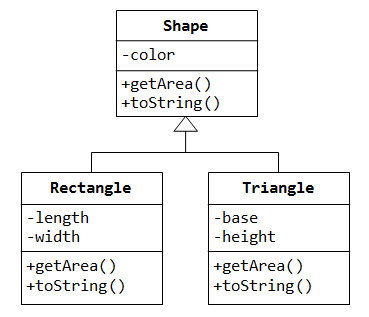 Shape
-color
+getArea()
+toString()
Rectangle
-length
-width
+getArea()
+toString()
Triangle
-base
-height
+getArea()
+toString()